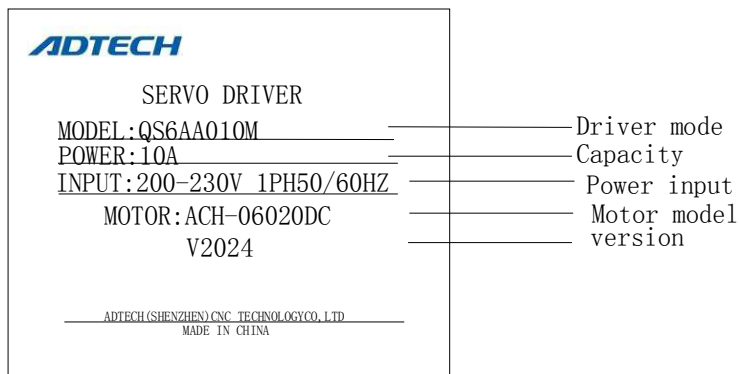 ADTECH
SERVO DRIVER
MODEL:QS6AA010M
Driver mode
POWER:10A
Capacity
INPUT:200-230V 1PH50/60HZ
Power input
MOTOR:ACH-06020DC
Motor model
V2024
version
ADTECH(SHENZHEN)CNC TECHNOLOGYCO,LTD
MADE IN CHINA